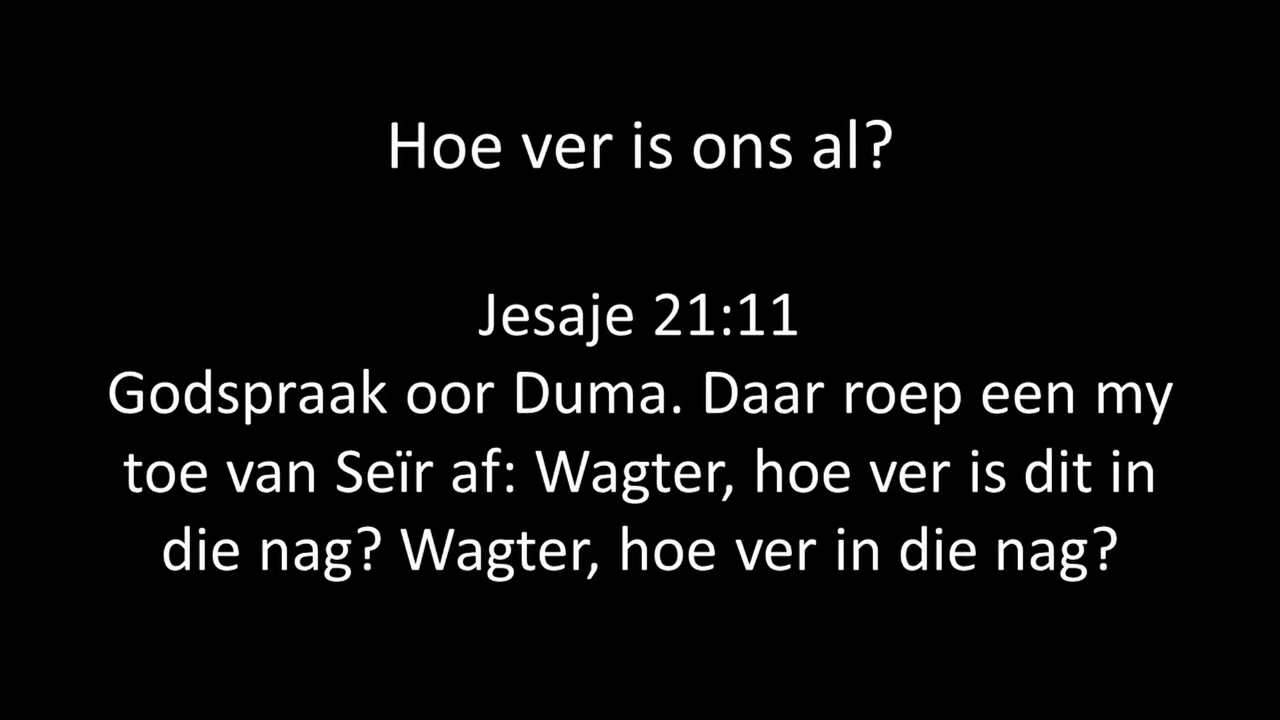 Hoe ver is ons al?
Jesaje 21:11
Godspraak oor Duma. Daar roep een my
toe van Seïr af: Wagter, hoe ver is dit in
die nag? Wagter, hoe ver in die nag?